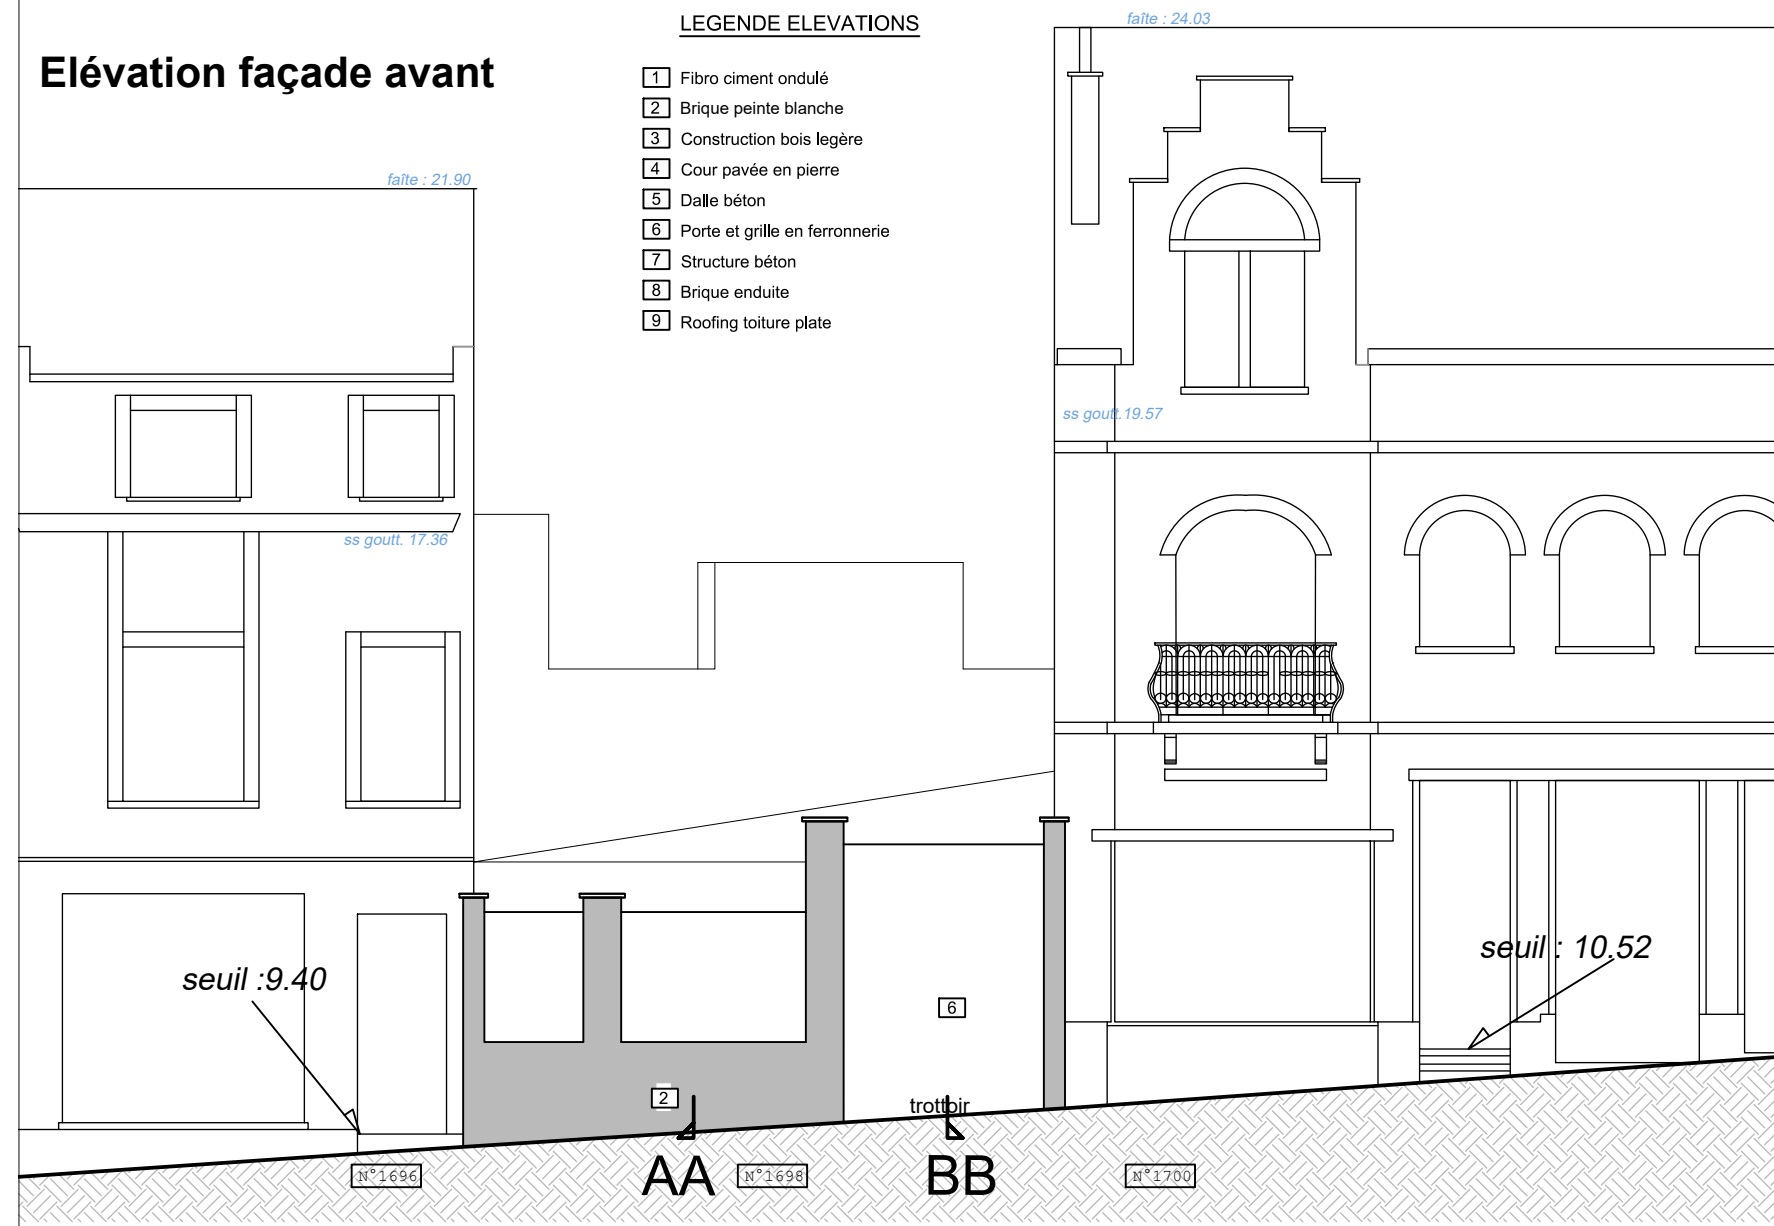 LEGENDE ELEVATIONS
faîte : 24.03
Elévation façade avant
1 Fibro ciment ondulé
2 Brique peinte blanche
3 Construction bois legère
4 Cour pavée en pierre
5 Dalle béton
6 Porte et grille en ferronnerie
7 Structure béton
8 Brique enduite
9 Roofing toiture plate
faîte : 21.90
ss goutt.19.57
ss goutt. 17.36
seuil :9.40
seuil : 10.52
6
2
trottoir
N°1696
AA
N°1698
BB
N°1700